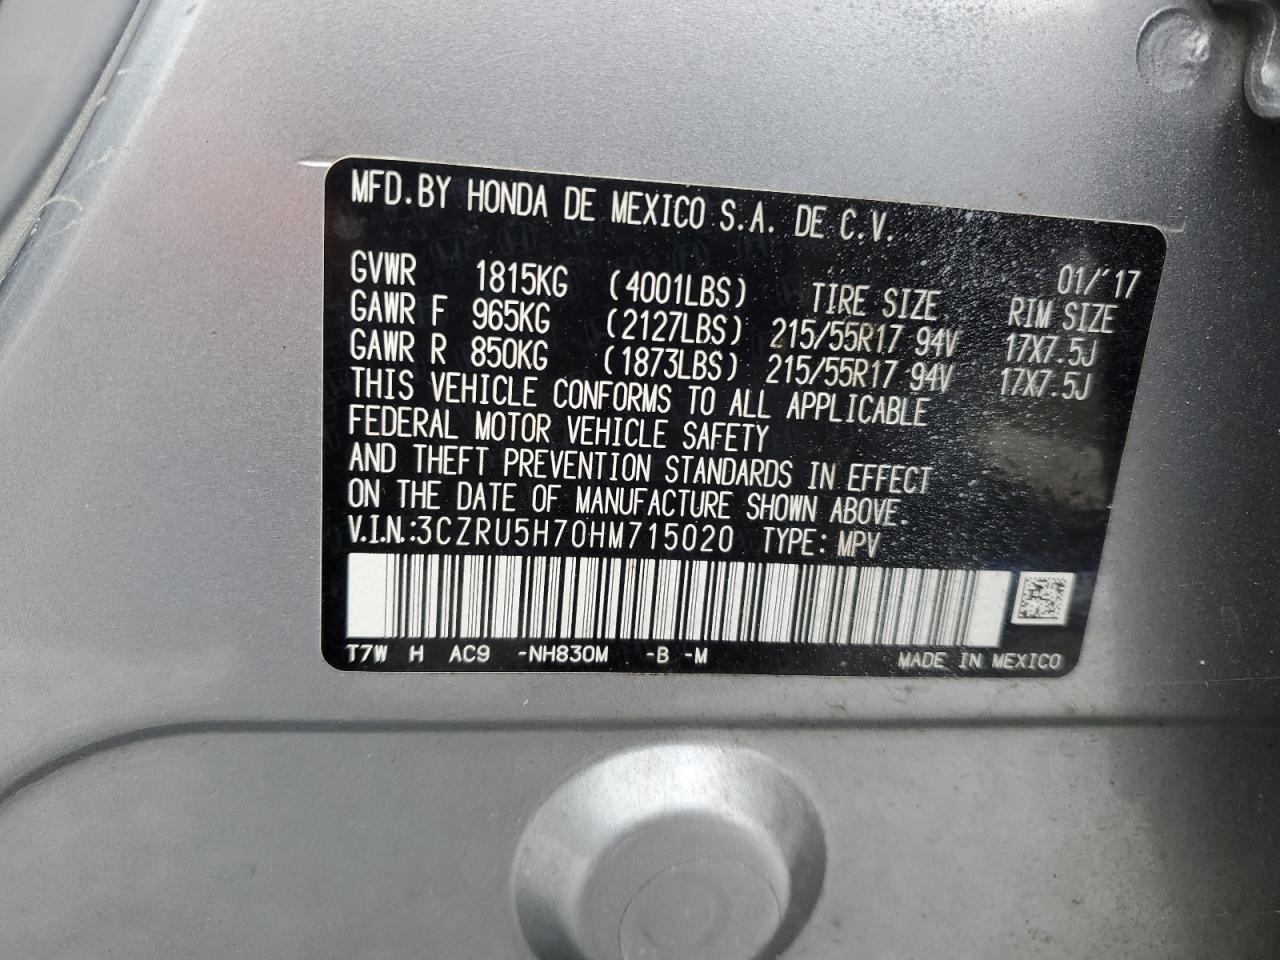 MFD.BY HONDA DE MEXICO S.A. DE C.V.
01/'17
GVWR 1815KG (4001LBS) TIRE SIZE RIM SIZE
GAWR F 965KG (2127LBS) 215/55R17 94V 17X7.5J
GAWR R 850KG (1873LBS) 215/55R17 94V 17X7.5J
THIS VEHICLE CONFORMS TO ALL APPLICABLE
FEDERAL MOTOR VEHICLE SAFETY
AND THEFT PREVENTION STANDARDS IN EFFECT
ON THE DATE OF MANUFACTURE SHOWN ABOVE.
V.I.N.:3CZRU5H70HM715020 TYPE: MPV
T7W H AC9 -NH830M -B -M MADE IN MEXICO